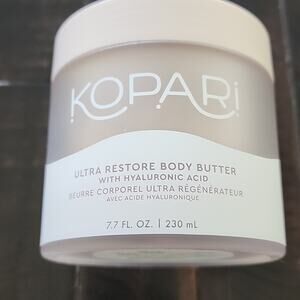 KOPARi
ULTRA RESTORE BODY BUTTER
WITH HYALURONIC ACID
BEURRE CORPOREL ULTRA RÉGÉNÉRATEUR
AVEC ACIDE HYALURONIQUE
7.7 FL. OZ. | 230 mL